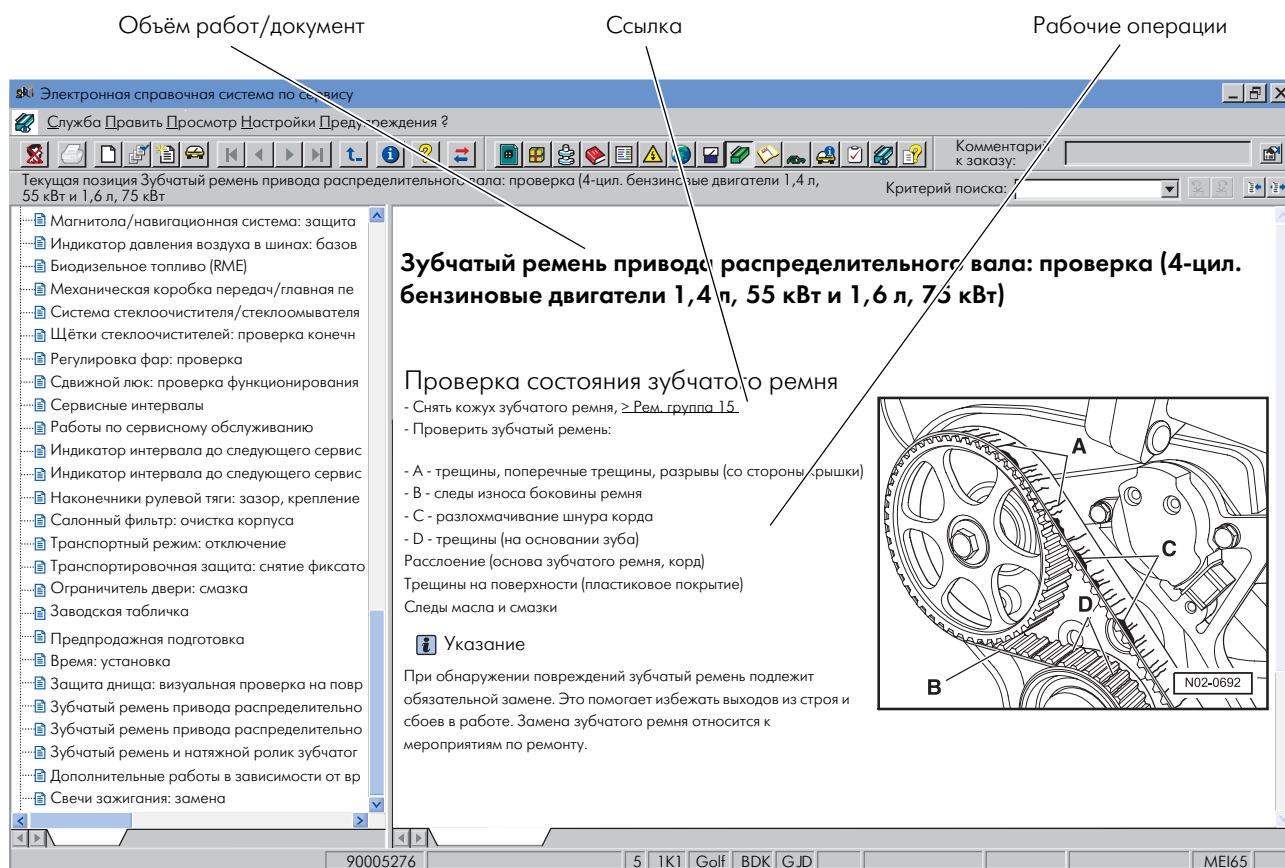 Объём работ/документ
Ссылка
Рабочие операции
Электронная справочная система по сервису
Служба Править Просмотр Настройки Предупреждения ?
Комментарий
к заказу:
Текущая позиция Зубчатый ремень привода распределительного вала: проверка (4-цил. бензиновые двигатели 1,4 л,
55 кВт и 1,6 л, 75 кВт
Критерий поиска:
Магнитола/навигационная система: защита
Индикатор давления воздуха в шинах: базов
Биодизельное топливо (RME)
Механическая коробка передач/главная пе
Система стеклоочистителя/стеклоомывателя
Щётки стеклоочистителей: проверка конечн
Регулировка фар: проверка
Сдвижной люк: проверка функционирования
Сервисные интервалы
Работы по сервисному обслуживанию
Индикатор интервала до следующего сервис
Индикатор интервала до следующего сервис
Наконечники рулевой тяги: зазор, крепление
Салонный фильтр: очистка корпуса
Транспортный режим: отключение
Транспортировочная защита: снятие фиксато
Ограничитель двери: смазка
Заводская табличка
Предпродажная подготовка
Время: установка
Защита днища: визуальная проверка на повр
Зубчатый ремень привода распределительно
Зубчатый ремень привода распределительно
Зубчатый ремень и натяжной ролик зубчатог
Дополнительные работы в зависимости от вр
Свечи зажигания: замена
Зубчатый ремень привода распределительного вала: проверка (4-цил.
бензиновые двигатели 1,4 л, 55 кВт и 1,6 л, 75 кВт)
Проверка состояния зубчатого ремня
- Снять кожух зубчатого ремня, > Рем. группа 15
- Проверить зубчатый ремень:
- A - трещины, поперечные трещины, разрывы (со стороны крышки)
- B - следы износа боковины ремня
- C - разлохмачивание шнура корда
- D - трещины (на основании зуба)
Расслоение (основа зубчатого ремня, корд)
Трещины на поверхности (пластиковое покрытие)
Следы масла и смазки
Указание
При обнаружении повреждений зубчатый ремень подлежит
обязательной замене. Это помогает избежать выходов из строя и
сбоев в работе. Замена зубчатого ремня относится к
мероприятиям по ремонту.
A
C
D
B
N02-0692
90005276
5
1K1
Golf
BDK
GJD
MEI65